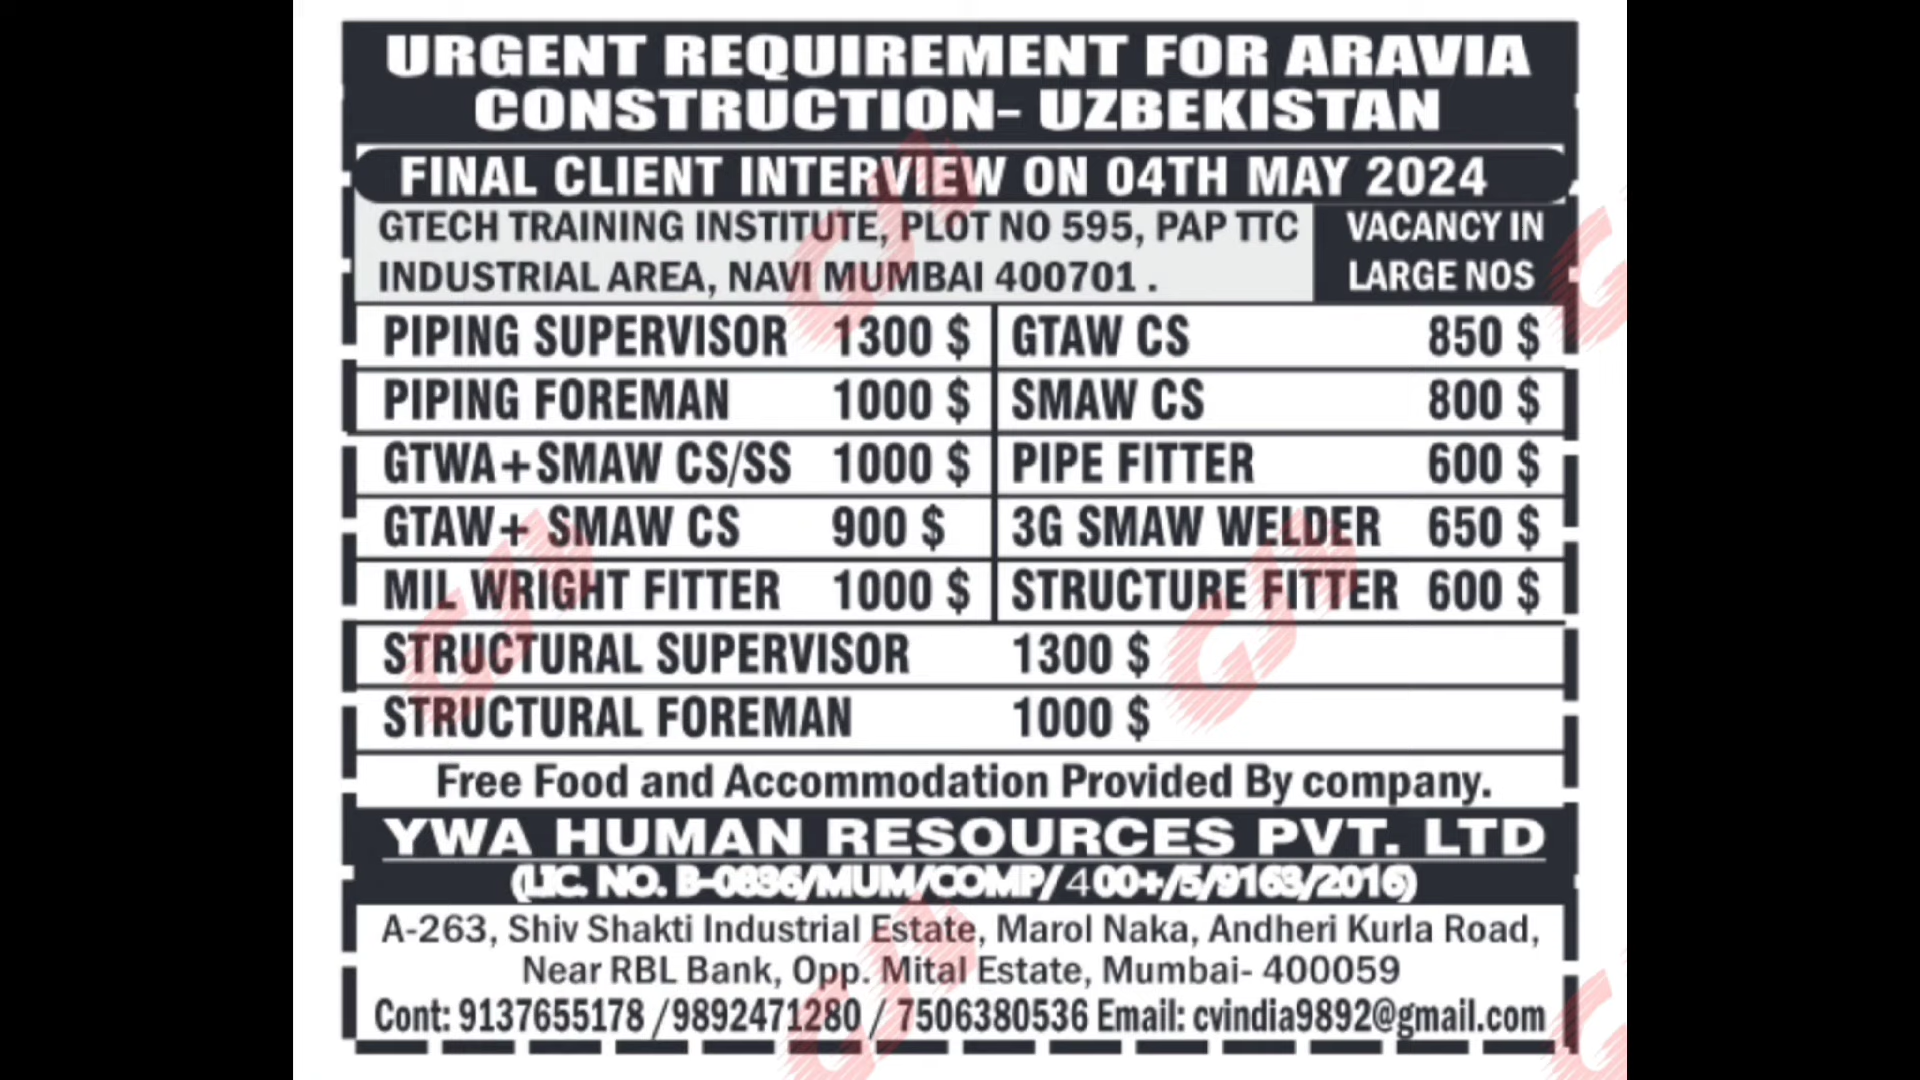 URGENT REQUIREMENT FOR ARAVIA
CONSTRUCTION- UZBEKISTAN
FINAL CLIENT INTERVIEW ON 04TH MAY 2024
GTECH TRAINING INSTITUTE, PLOT NO 595, PAP TTC
INDUSTRIAL AREA, NAVI MUMBAI 400701 .
VACANCY IN
LARGE NOS
PIPING SUPERVISOR 1300 $ GTAW CS 850 $
PIPING FOREMAN 1000 $ SMAW CS 800 $
GTWA+SMAW CS/SS 1000 $ PIPE FITTER 600 $
GTAW+ SMAW CS 900 $ 3G SMAW WELDER 650 $
MIL WRIGHT FITTER 1000 $ STRUCTURE FITTER 600 $
STRUCTURAL SUPERVISOR 1300 $
STRUCTURAL FOREMAN 1000 $
Free Food and Accommodation Provided By company.
YWA HUMAN RESOURCES PVT. LTD
(LIC. NO. B-0836/MUM/COMP/400+/5/9163/2016)
A-263, Shiv Shakti Industrial Estate, Marol Naka, Andheri Kurla Road,
Near RBL Bank, Opp. Mital Estate, Mumbai- 400059
Cont: 9137655178 /9892471280 / 7506380536 Email: cvindia9892@gmail.com